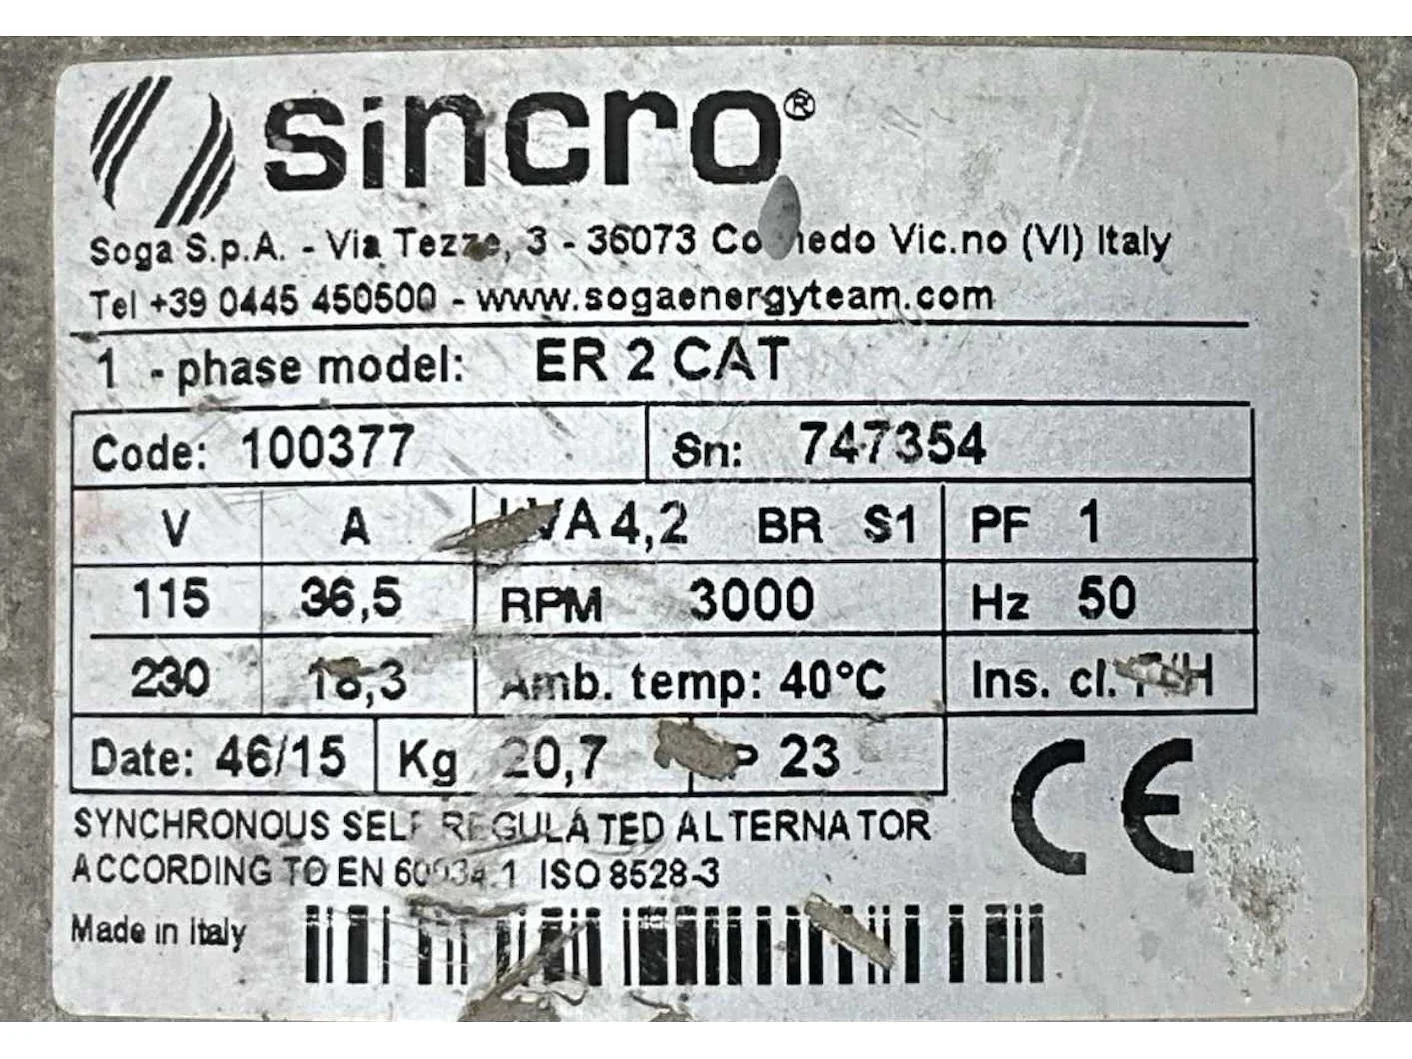 sincro®
Soga S.p.A. - Via Tezze, 3 - 36073 Vic.no (VI) Italy
Tel +39 0445 450500 - www.sogaenergyteam.com
1 - phase model: ER 2 CAT
Code: 100377 Sn: 747354
V A 4,2 BR S1 PF 1
115 36,5 RPM 3000 Hz 50
230 18,3 Amb. temp: 40°C Ins. cl.
Date: 46/15 Kg 20,7 23
SYNCHRONOUS SELF REGULATED ALTERNATOR
ACCORDING TO EN 60034.1 ISO 8528-3
CE
Made in Italy